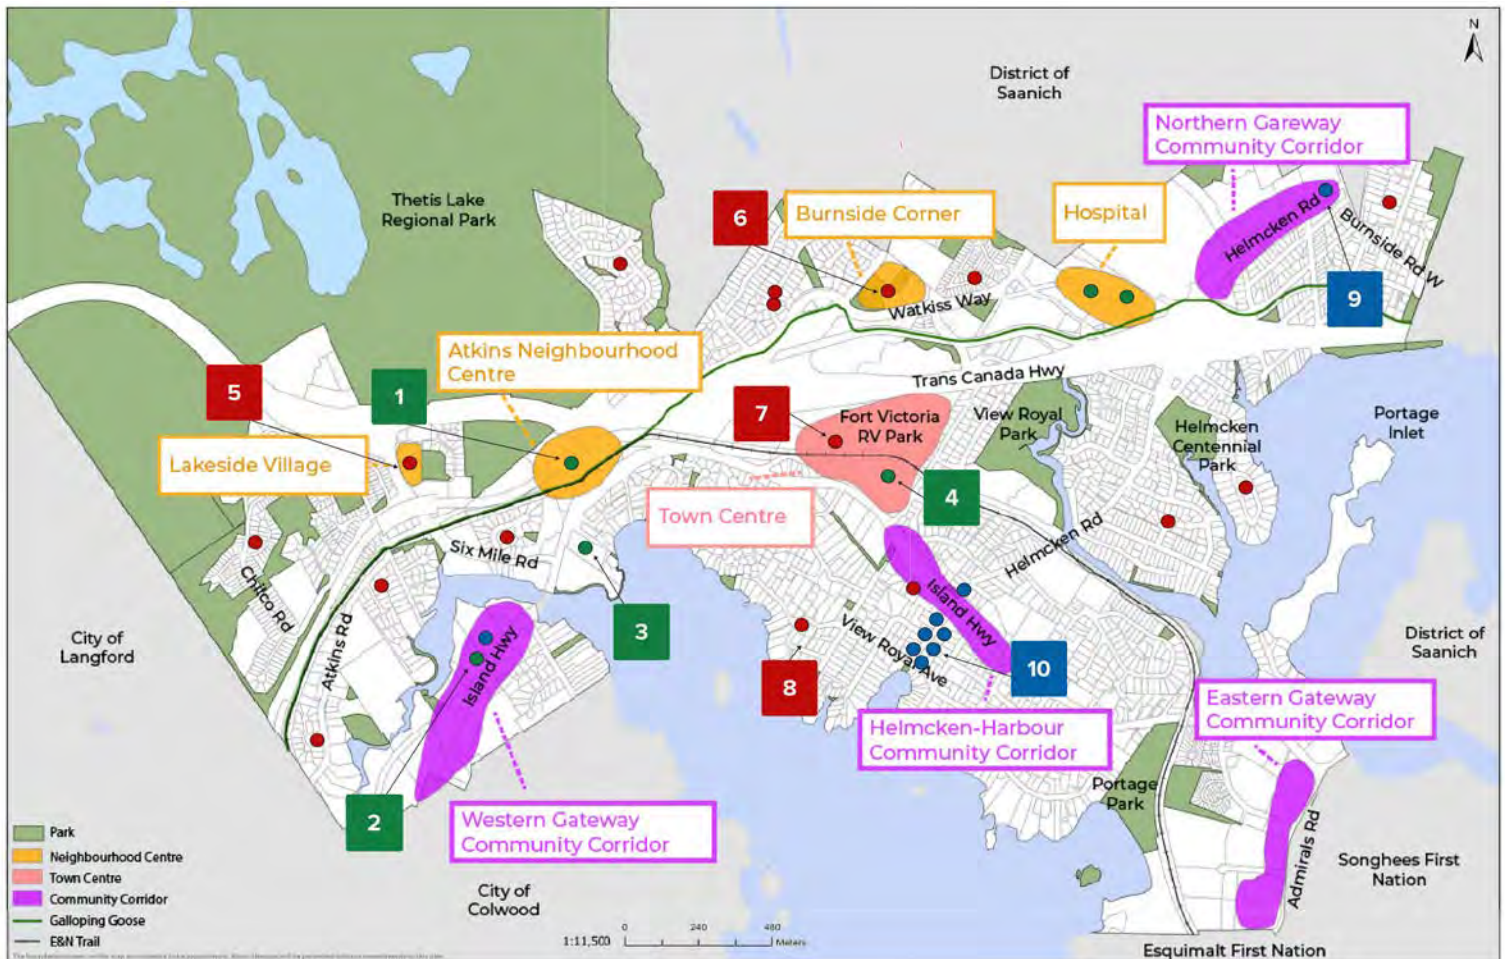 N
District of
Saanich
Northern Gareway
Community Corridor
Thetis Lake
Regional Park
6
Burnside Corner
Hospital
Helmcken Rd
Burnside Rd W
9
Watkiss Way
Atkins Neighbourhood
Centre
5
1
Trans Canada Hwy
7
Fort Victoria
RV Park
View Royal
Park
Helmcken
Centennial
Park
Portage
Inlet
Lakeside Village
4
Town Centre
Six Mile Rd
Helmcken Rd
Chilco Rd
Island Hwy
City of
Langford
Atkins Rd
3
View Royal Ave
District of
Saanich
Island Hwy
8
10
Eastern Gateway
Community Corridor
Helmcken-Harbour
Community Corridor
2
Western Gateway
Community Corridor
Portage
Park
Admirals Rd
Songhees First
Nation
City of
Colwood
Esquimalt First Nation
Park
Neighbourhood Centre
Town Centre
Community Corridor
Galloping Goose
E&N Trail
1:11,500
0 240 480
Meters